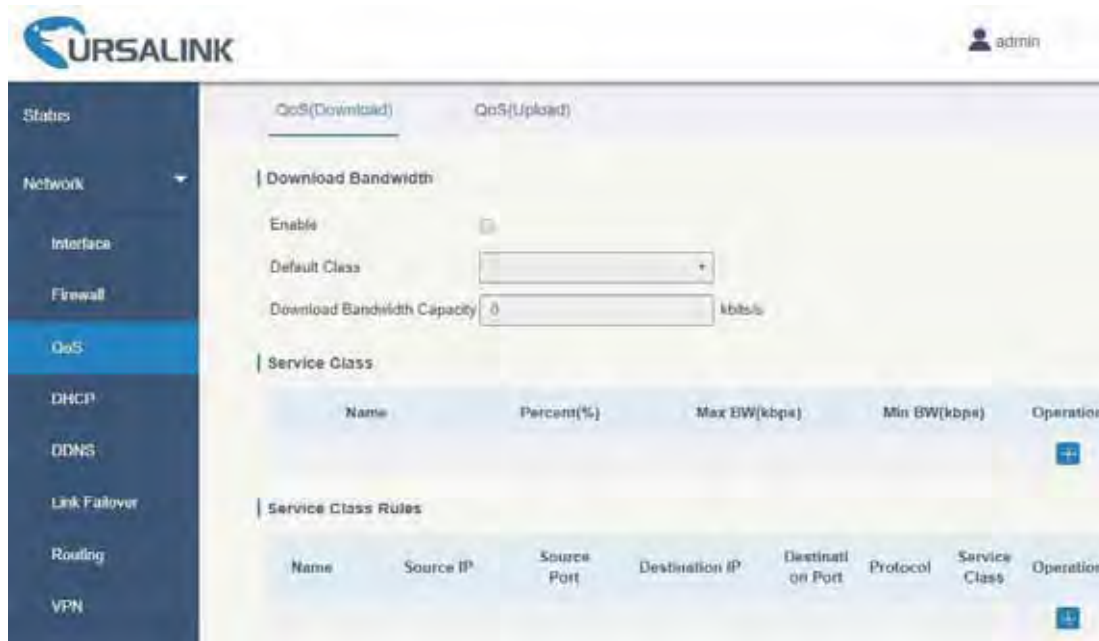 URSALINK
admin
Status
QoS(Download) QoS(Upload)
Network
Download Bandwidth
Enable
Interface
Default Class
Firewall
Download Bandwidth Capacity 0 kbits/s
QoS
Service Class
DHCP
Name Percent(%) Max BW(kbps) Min BW(kbps) Operation
DDNS
Link Failover
Service Class Rules
Routing
Name Source IP Source Port Destination IP Destinati on Port Protocol Service Class Operation
VPN